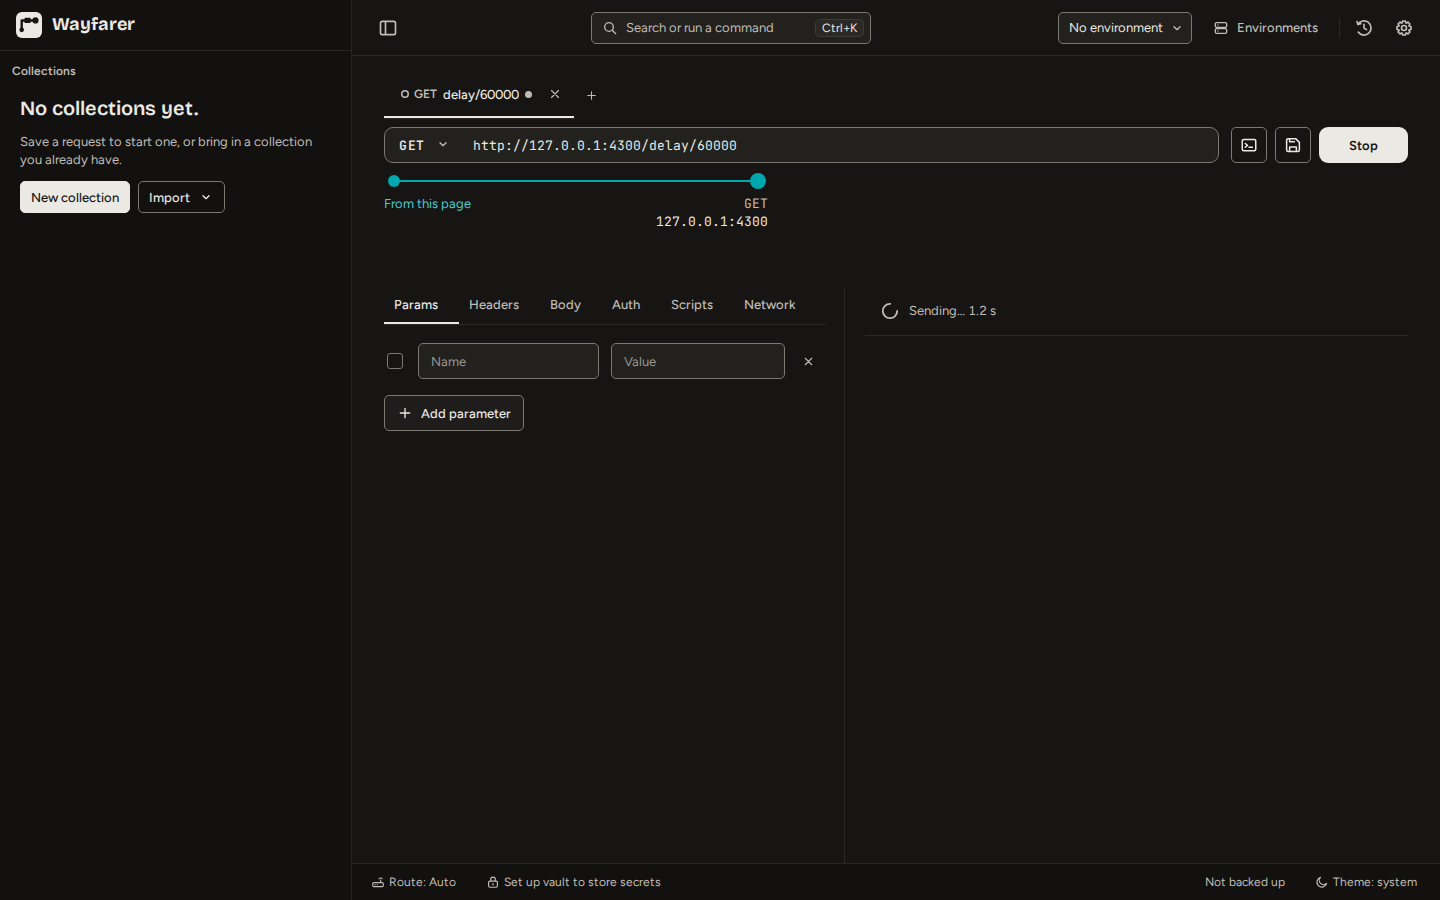 Wayfarer
Search or run a command
Ctrl+K
No environment
Environments
Collections
No collections yet.
Save a request to start one, or bring in a collection
you already have.
New collection
Import
GET delay/60000
GET
http://127.0.0.1:4300/delay/60000
Stop
From this page
GET
127.0.0.1:4300
Params
Headers
Body
Auth
Scripts
Network
Name
Value
Add parameter
Sending... 1.2 s
Route: Auto
Set up vault to store secrets
Not backed up
Theme: system